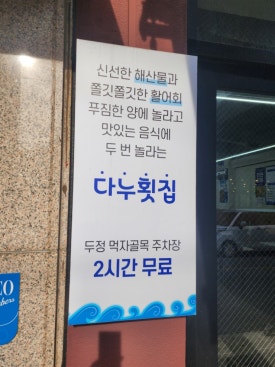 신선한 해산물과
쫄깃쫄깃한 활어회
푸짐한 양에 놀라고
맛있는 음식에
두 번 놀라는
다누횟집
두정 먹자골목 주차장
2시간 무료
CO
bers